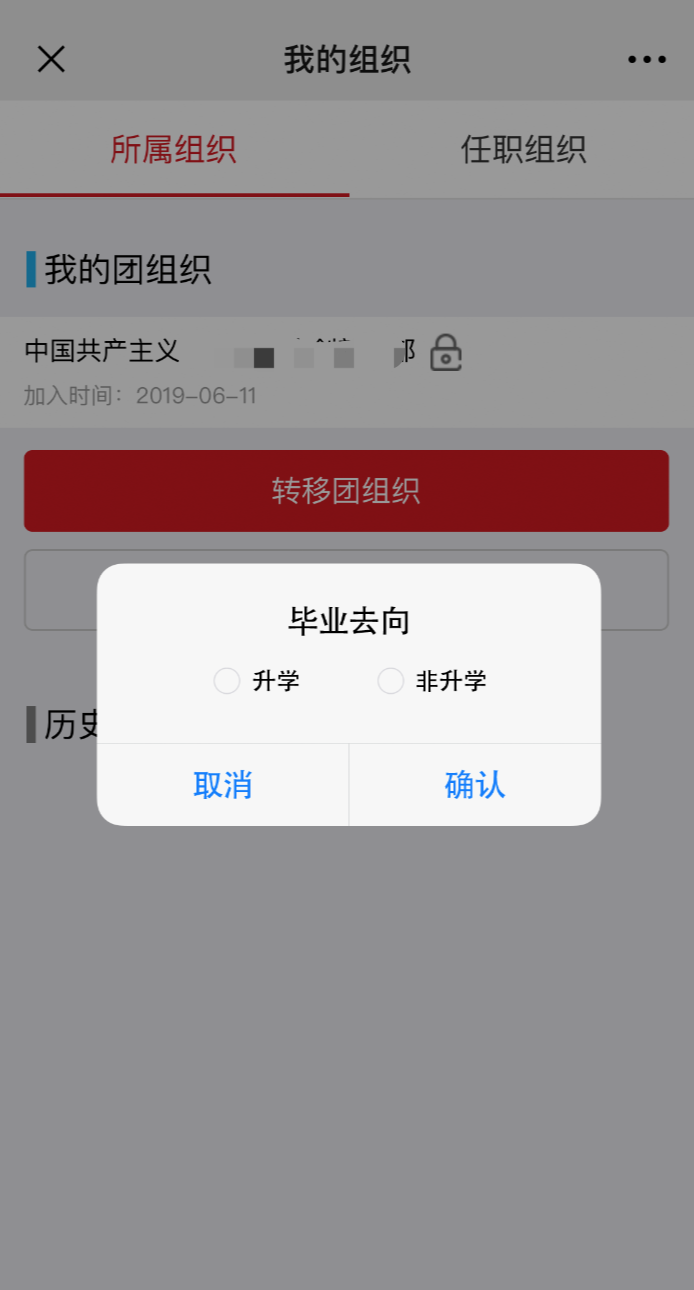 我的组织
所属组织 任职组织
我的团组织
中国共产主义
加入时间：2019-06-11
转移团组织
毕业去向
升学 非升学
历史
取消 确认